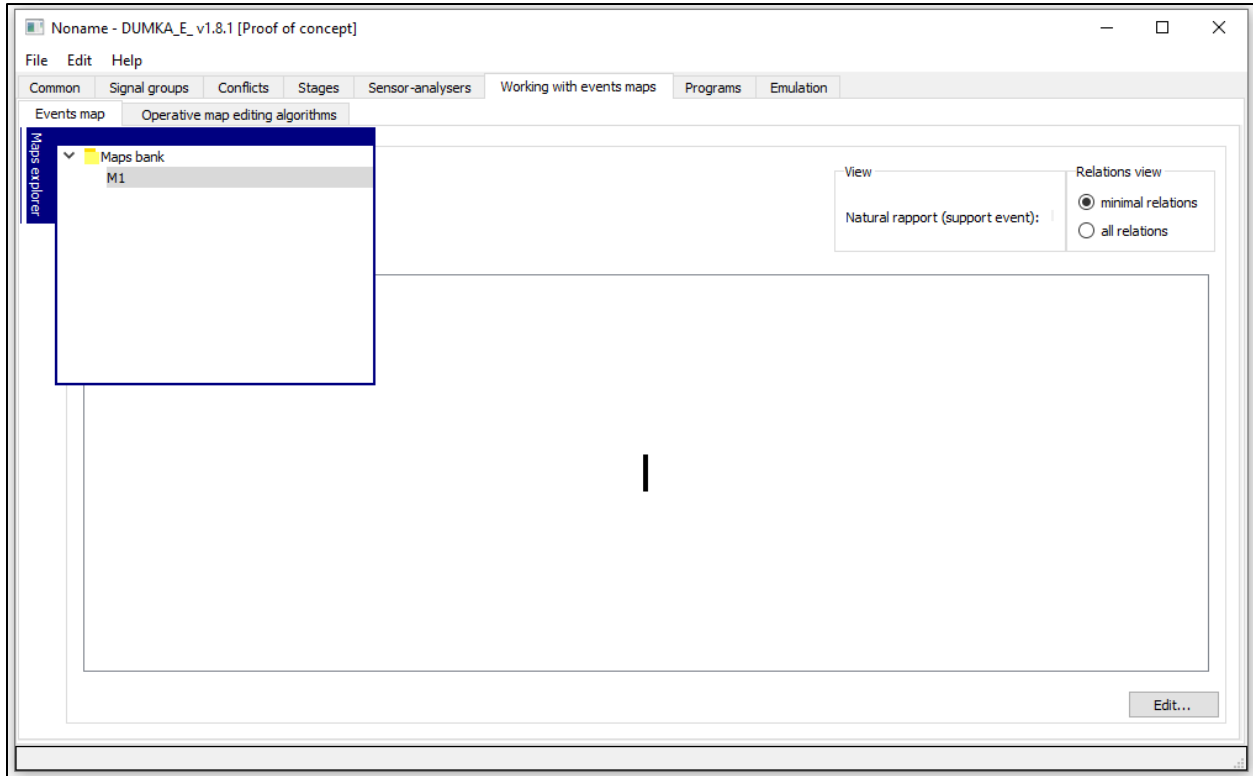 Noname - DUMKA_E_ v1.8.1 [Proof of concept]
File Edit Help
Common Signal groups Conflicts Stages Sensor-analysers Working with events maps Programs Emulation
Events map Operative map editing algorithms
Maps explorer
Maps bank
M1
View
Natural rapport (support event):
Relations view
minimal relations
all relations
Edit...